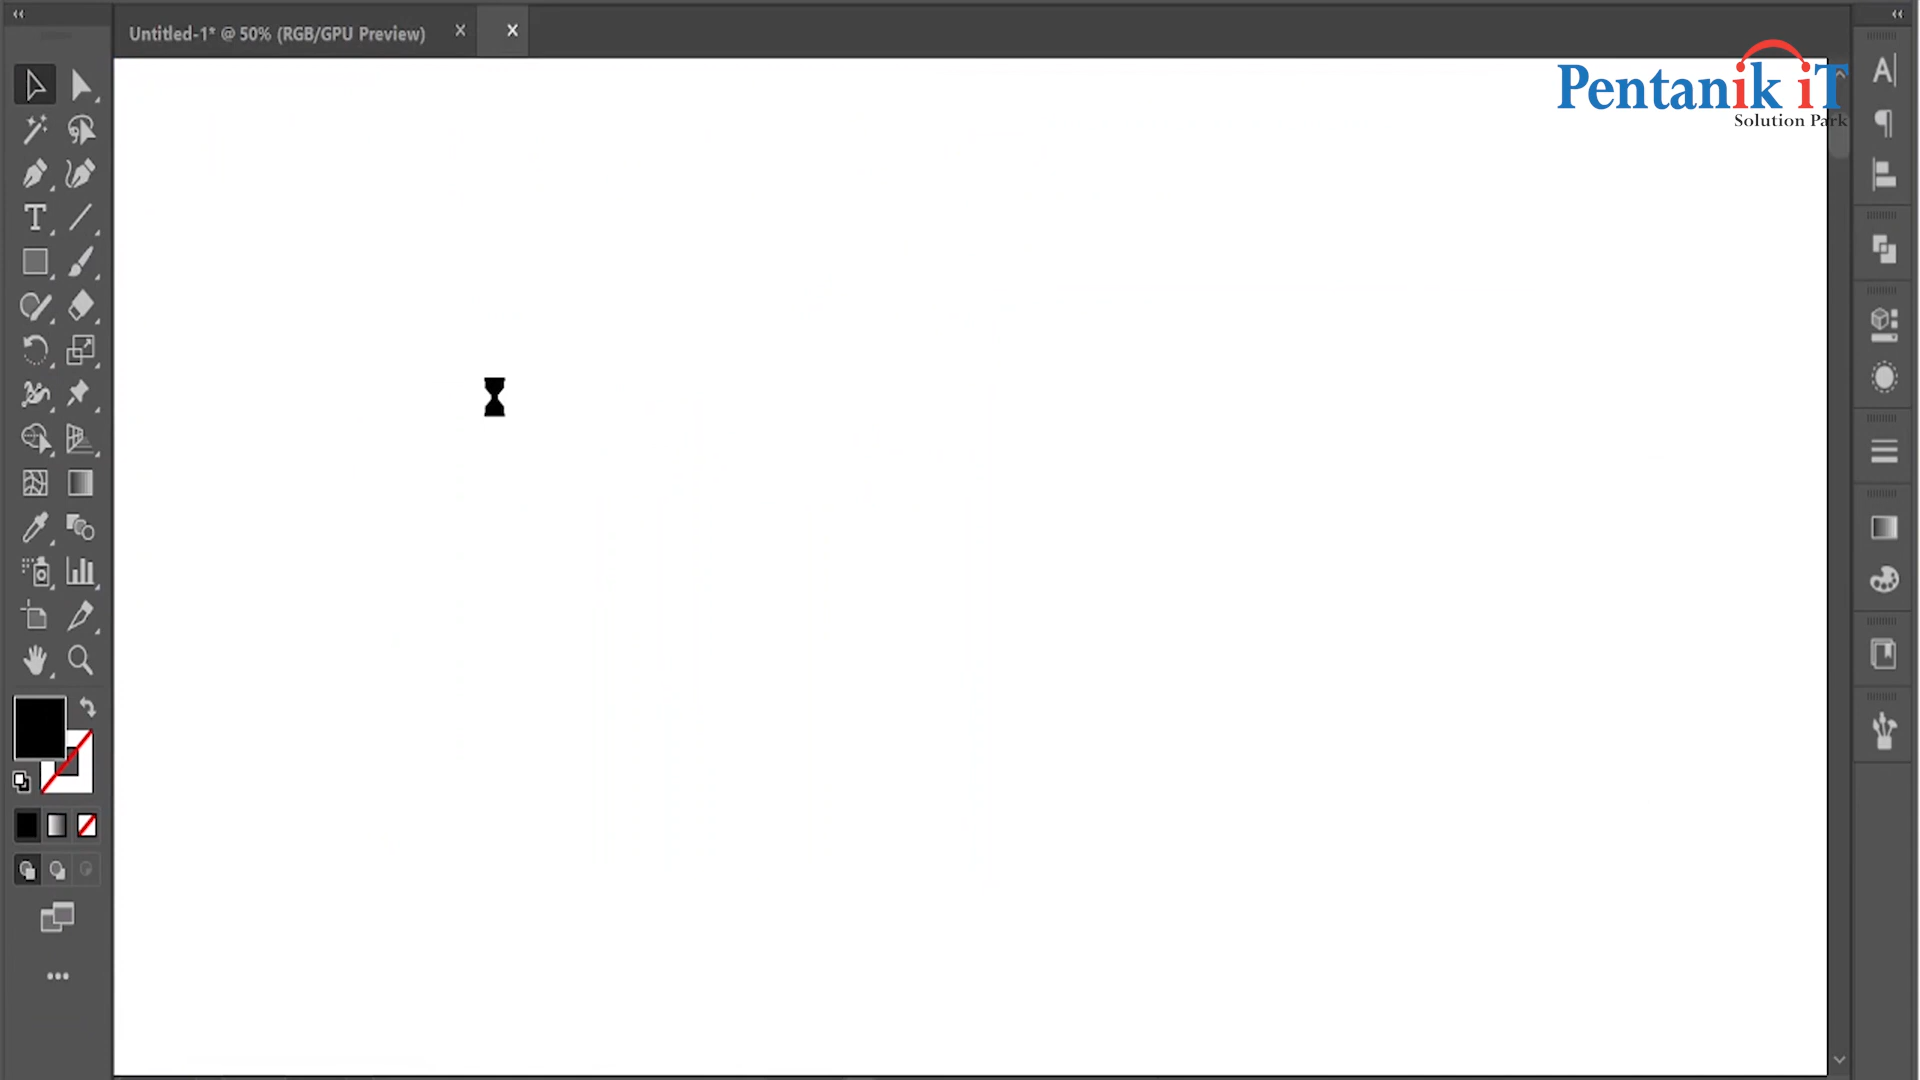 Untitled-1* @ 50% (RGB/GPU Preview)
Pentanik iT
Solution Park